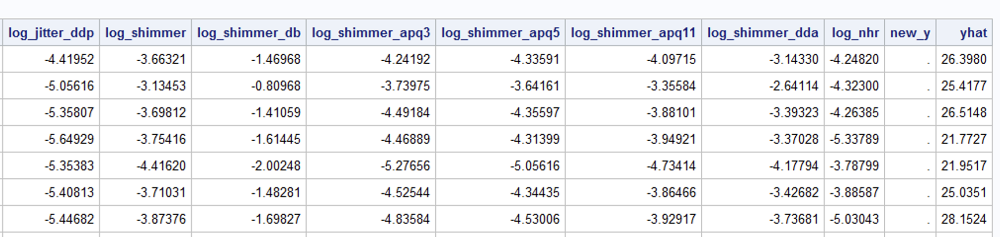 log_jitter_ddp log_shimmer log_shimmer_db log_shimmer_apq3 log_shimmer_apq5 log_shimmer_apq11 log_shimmer_dda log_nhr new_y yhat
-4.41952 -3.66321 -1.46968 -4.24192 -4.33591 -4.09715 -3.14330 -4.24820 . 26.3980
-5.05616 -3.13453 -0.80968 -3.73975 -3.64161 -3.35584 -2.64114 -4.32300 . 25.4177
-5.35807 -3.69812 -1.41059 -4.49184 -4.35597 -3.88101 -3.39323 -4.26385 . 26.5148
-5.64929 -3.75416 -1.61445 -4.46889 -4.31399 -3.94921 -3.37028 -5.33789 . 21.7727
-5.35383 -4.41620 -2.00248 -5.27656 -5.05616 -4.73414 -4.17794 -3.78799 . 21.9517
-5.40813 -3.71031 -1.48281 -4.52544 -4.34435 -3.86466 -3.42682 -3.88587 . 25.0351
-5.44682 -3.87376 -1.69827 -4.83584 -4.53006 -3.92917 -3.73681 -5.03043 . 28.1524